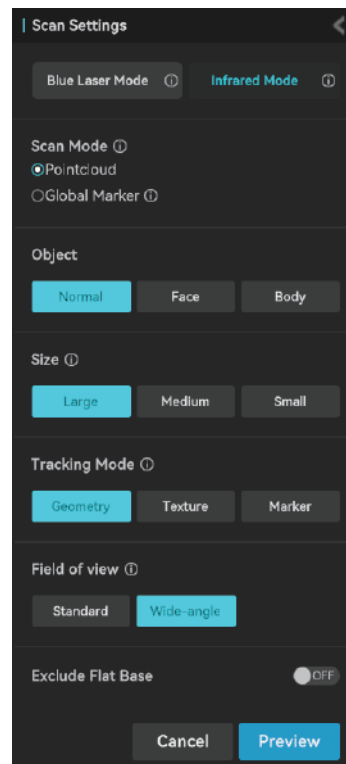 Scan Settings
Blue Laser Mode Infrared Mode
Scan Mode
Pointcloud
Global Marker
Object
Normal Face Body
Size
Large Medium Small
Tracking Mode
Geometry Texture Marker
Field of view
Standard Wide-angle
Exclude Flat Base OFF
Cancel Preview